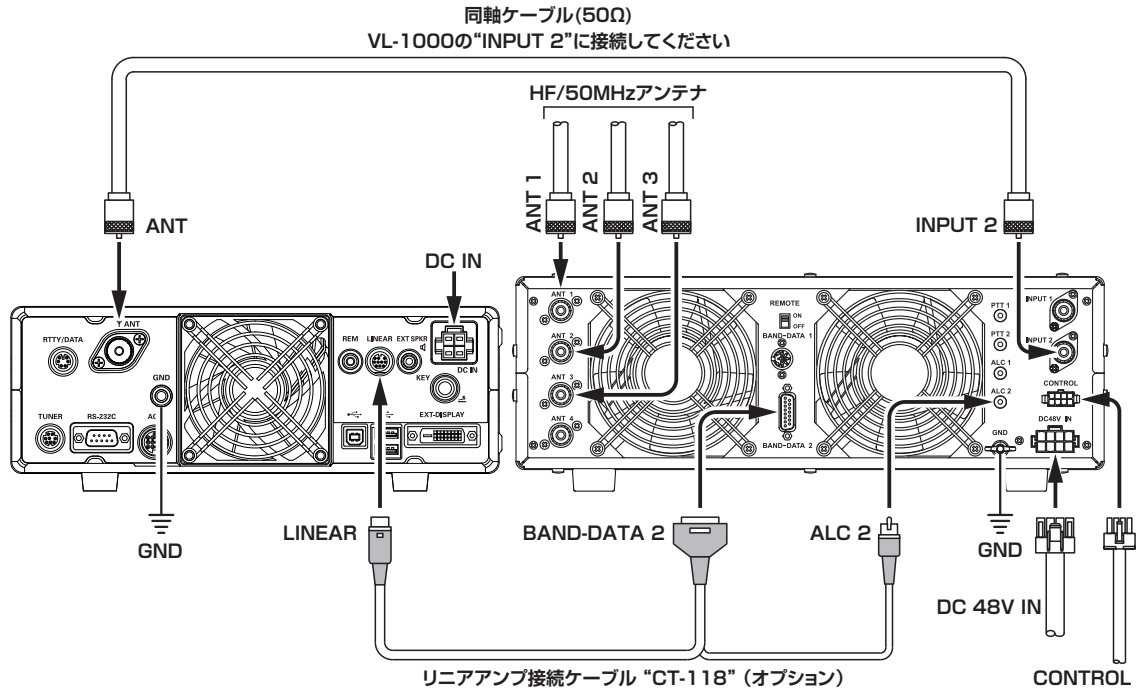 同軸ケーブル(50Ω)
VL-1000の“INPUT 2”に接続してください
HF/50MHzアンテナ
ANT 1
ANT 2
ANT 3
ANT
INPUT 2
DC IN
ANT
RTTY/DATA
GND
REM
LINEAR
EXT SPKR
DC IN
KEY
TUNER
RS-232C
EXT-DISPLAY
ANT 1
ANT 2
ANT 3
ANT 4
REMOTE
ON
OFF
BAND-DATA 1
BAND-DATA 2
PTT 1
PTT 2
ALC 1
ALC 2
INPUT 1
INPUT 2
CONTROL
DC48V IN
GND
GND
LINEAR
BAND-DATA 2
ALC 2
GND
DC 48V IN
リニアアンプ接続ケーブル “CT-118”（オプション）
CONTROL